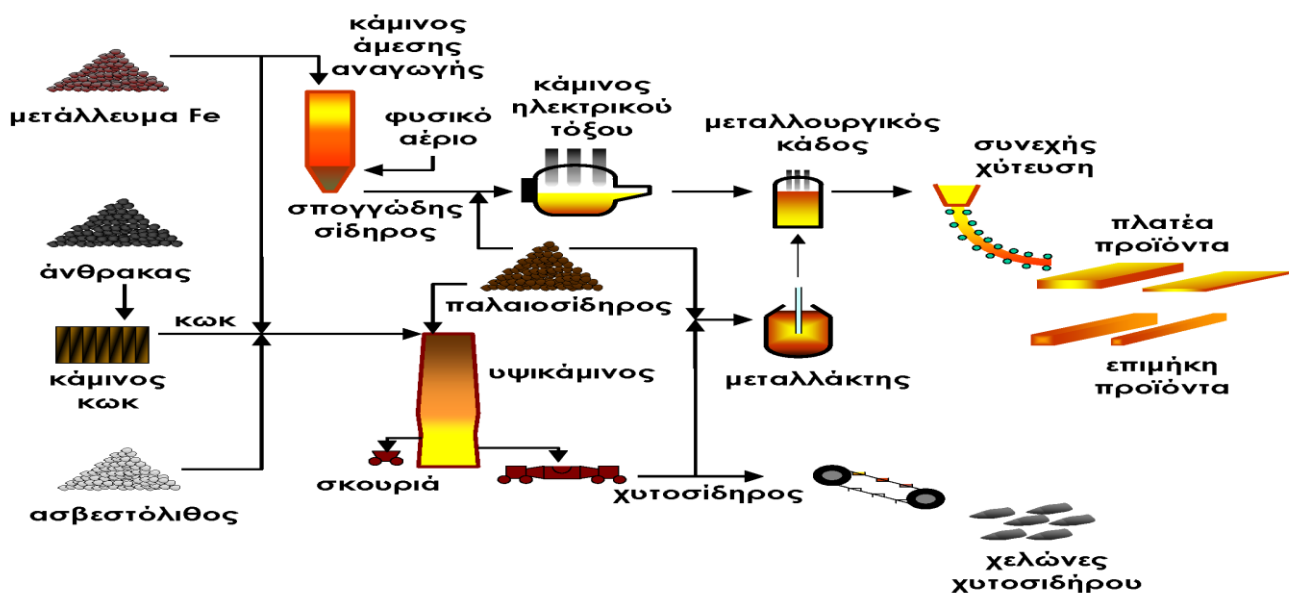 κάμινος
άμεσης
αναγωγής
μετάλλευμα Fe
φυσικό
αέριο
κάμινος
ηλεκτρικού
τόξου
μεταλλουργικός
κάδος
συνεχής
χύτευση
σπογγώδης
σίδηρος
πλατέα
προϊόντα
άνθρακας
παλαιοσίδηρος
κωκ
κάμινος
κωκ
υψικάμινος
μεταλλάκτης
επιμήκη
προϊόντα
σκουριά
χυτοσίδηρος
ασβεστόλιθος
χελώνες
χυτοσιδήρου